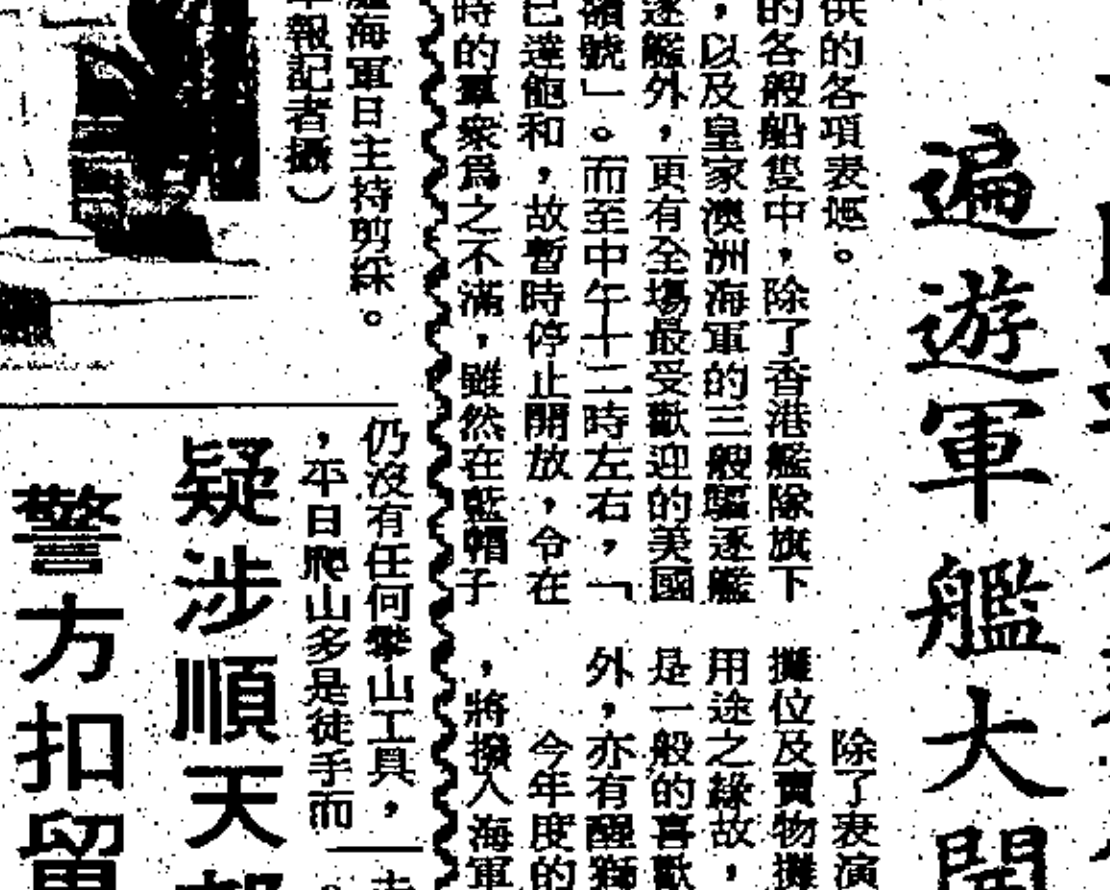 遍遊軍艦大開
供的各項表演。
的各艘船隻中，除了香港艦隊旗下
，以及皇家澳洲海軍的三艘驅逐艦
逐艦外，更有全場最受歡迎的美國
號」。而至中午十二時左右，「
已達飽和，故暫時停止開放，令在
時的羣衆爲之不滿，雖然在藍帽子
除了表演
攤位及賣物攤
用途之緣故，
是一般的喜歡
外，亦有醒獅
今年度的
，將撥入海軍
海軍日主持剪綵。
報記者攝）
仍沒有任何攀山工具，
，平日爬山多是徒手而
疑涉順天
警方扣留